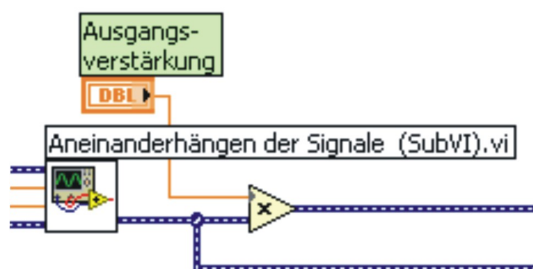 Ausgangs-
verstärkung
DBL
Aneinanderhängen der Signale (SubVI).vi